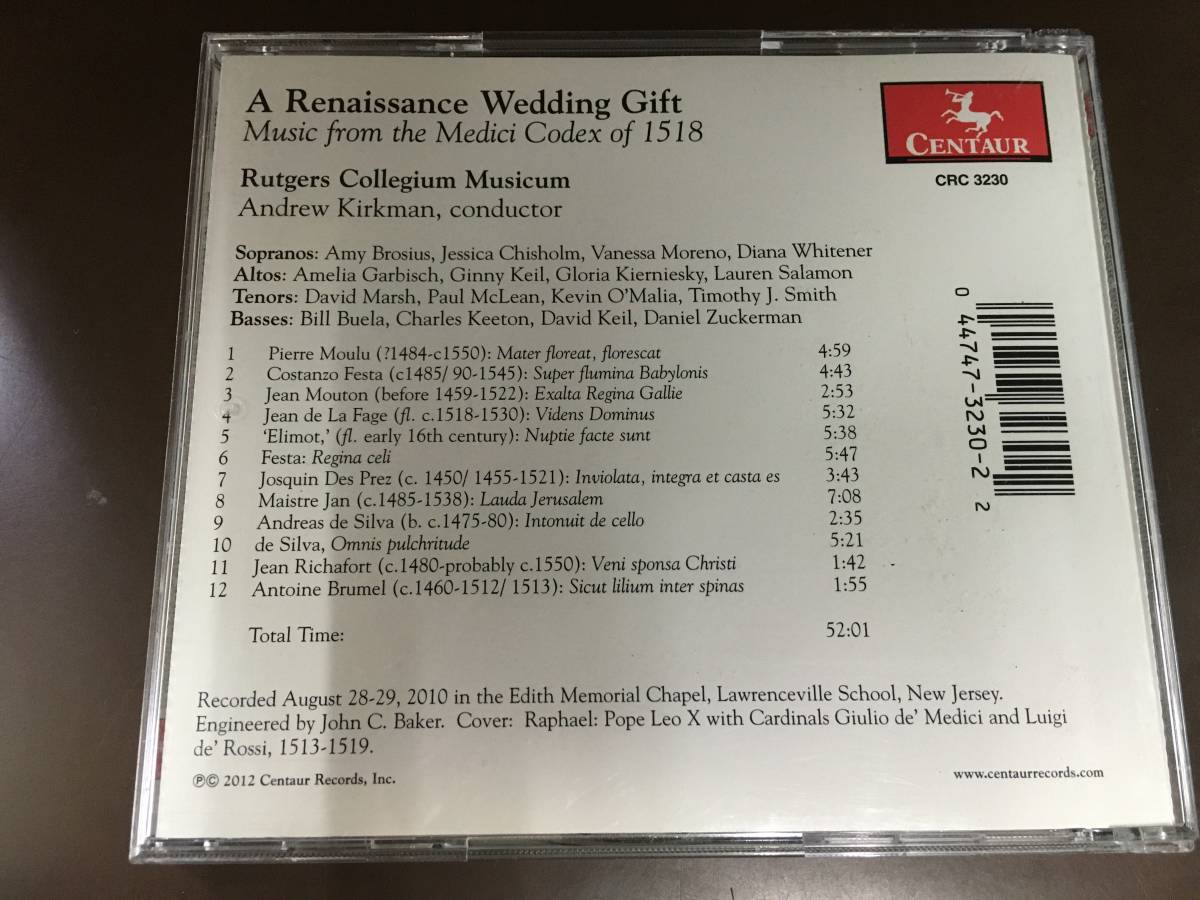 A Renaissance Wedding Gift
Music from the Medici Codex of 1518
CENTAUR
CRC 3230
Rutgers Collegium Musicum
Andrew Kirkman, conductor
Sopranos: Amy Brosius, Jessica Chisholm, Vanessa Moreno, Diana Whitener
Altos: Amelia Garbisch, Ginny Keil, Gloria Kierniesky, Lauren Salamon
Tenors: David Marsh, Paul McLean, Kevin O'Malia, Timothy J. Smith
Basses: Bill Buela, Charles Keeton, David Keil, Daniel Zuckerman
1 Pierre Moulu (?1484-c1550): Mater floreat, florescat 4:59
2 Costanzo Festa (c1485/ 90-1545): Super flumina Babylonis 4:43
3 Jean Mouton (before 1459-1522): Exalta Regina Gallie 2:53
4 Jean de La Fage (fl. c.1518-1530): Videns Dominus 5:32
5 'Elimot,' (fl. early 16th century): Nuptie facte sunt 5:38
6 Festa: Regina celi 5:47
7 Josquin Des Prez (c. 1450/ 1455-1521): Inviolata, integra et casta es 3:43
8 Maistre Jan (c.1485-1538): Lauda Jerusalem 7:08
9 Andreas de Silva (b. c.1475-80): Intonuit de cello 2:35
10 de Silva, Omnis pulchritude 5:21
11 Jean Richafort (c.1480-probably c.1550): Veni sponsa Christi 1:42
12 Antoine Brumel (c.1460-1512/ 1513): Sicut lilium inter spinas 1:55
Total Time: 52:01
0 44747-3230-2 2
Recorded August 28-29, 2010 in the Edith Memorial Chapel, Lawrenceville School, New Jersey.
Engineered by John C. Baker. Cover: Raphael: Pope Leo X with Cardinals Giulio de' Medici and Luigi
de' Rossi, 1513-1519.
℗© 2012 Centaur Records, Inc.
www.centaurrecords.com